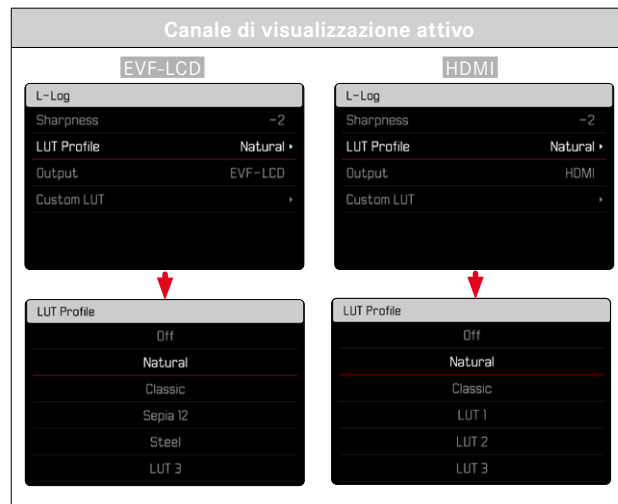 Canale di visualizzazione attivo
EVF-LCD
L-Log
Sharpness -2
LUT Profile Natural
Output EVF-LCD
Custom LUT
LUT Profile
Off
Natural
Classic
Sepia 12
Steel
LUT 3
HDMI
L-Log
Sharpness -2
LUT Profile Natural
Output HDMI
Custom LUT
LUT Profile
Off
Natural
Classic
LUT 1
LUT 2
LUT 3